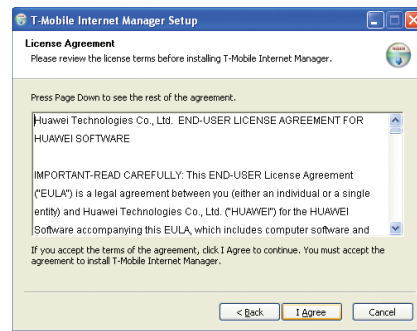 T-Mobile Internet Manager Setup
License Agreement
Please review the license terms before installing T-Mobile Internet Manager.
Press Page Down to see the rest of the agreement.
Huawei Technologies Co., Ltd.  END-USER LICENSE AGREEMENT FOR
HUAWEI SOFTWARE
IMPORTANT-READ CAREFULLY: This END-USER License Agreement
("EULA") is a legal agreement between you (either an individual or a single
entity) and Huawei Technologies Co., Ltd. ("HUAWEI") for the HUAWEI
Software accompanying this EULA, which includes computer software and
If you accept the terms of the agreement, click I Agree to continue. You must accept the
agreement to install T-Mobile Internet Manager.
< Back I Agree Cancel